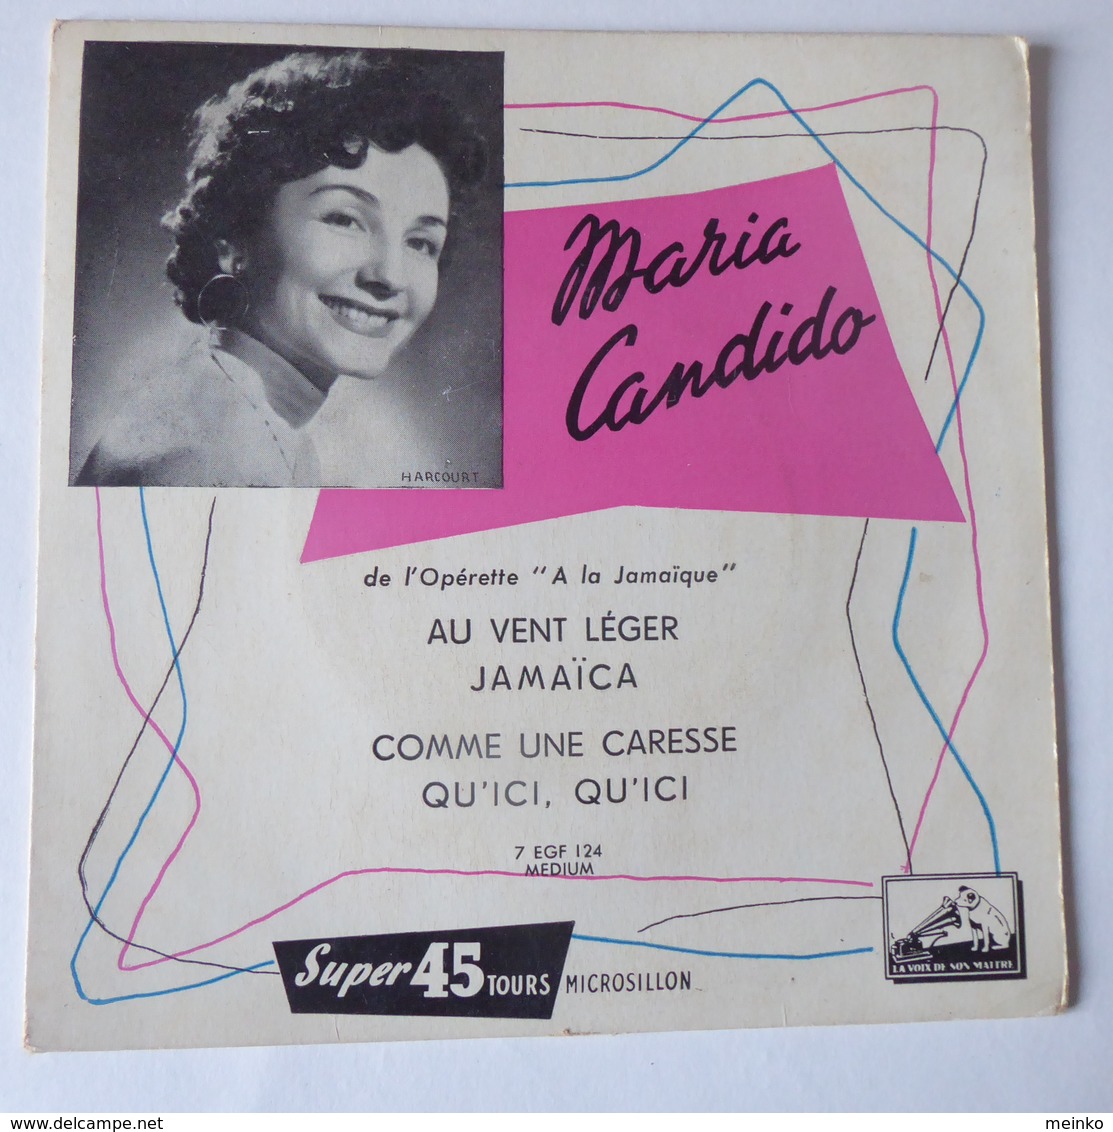 HARCOURT
Maria
Candido
de l'Opérette "A la Jamaïque"
AU VENT LÉGER
JAMAÏCA
COMME UNE CARESSE
QU'ICI, QU'ICI
7 EGF 124
MEDIUM
LA VOIX DE SON MAITRE
Super 45 TOURS MICROSILLON
www.delcampe.net
meinko